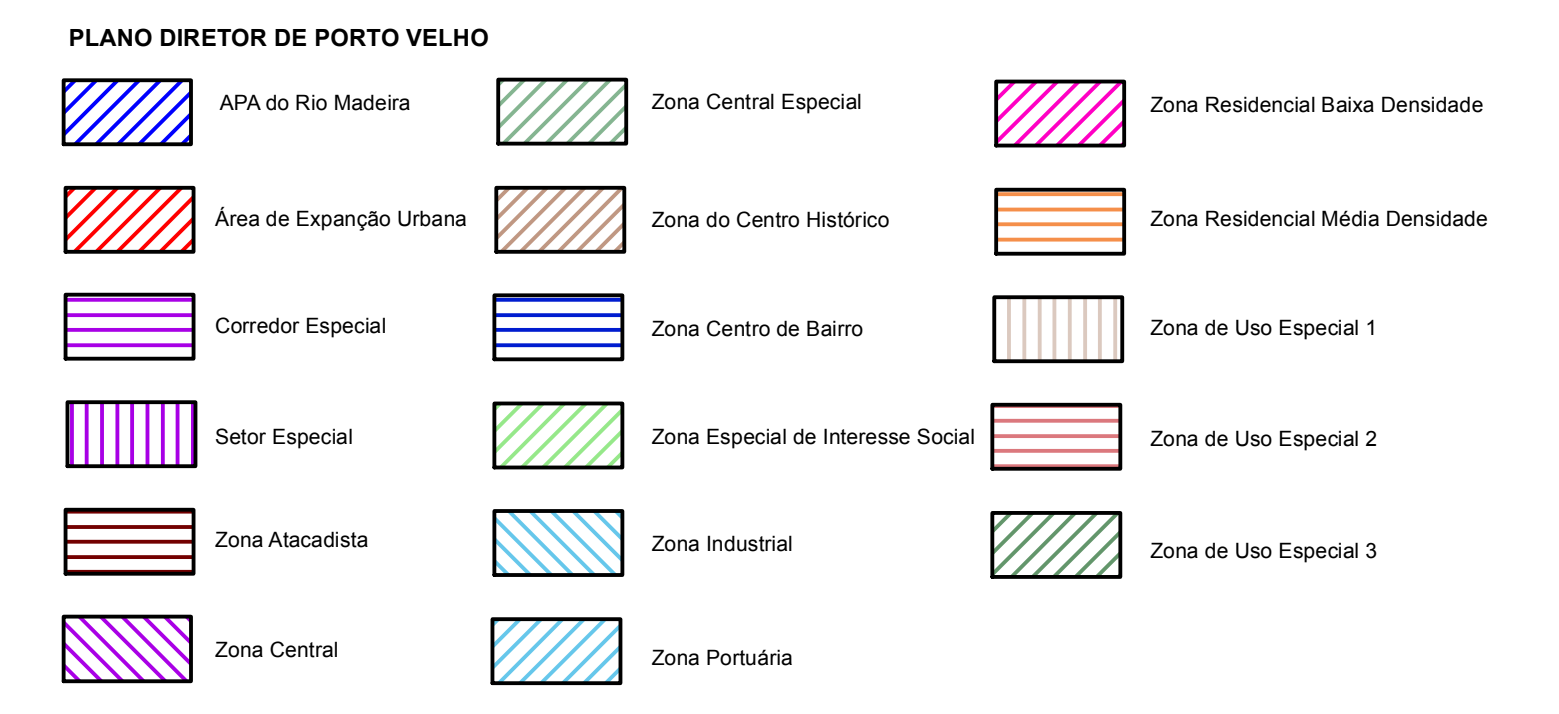 PLANO DIRETOR DE PORTO VELHO
APA do Rio Madeira
Área de Expanção Urbana
Corredor Especial
Setor Especial
Zona Atacadista
Zona Central
Zona Central Especial
Zona do Centro Histórico
Zona Centro de Bairro
Zona Especial de Interesse Social
Zona Industrial
Zona Portuária
Zona Residencial Baixa Densidade
Zona Residencial Média Densidade
Zona de Uso Especial 1
Zona de Uso Especial 2
Zona de Uso Especial 3